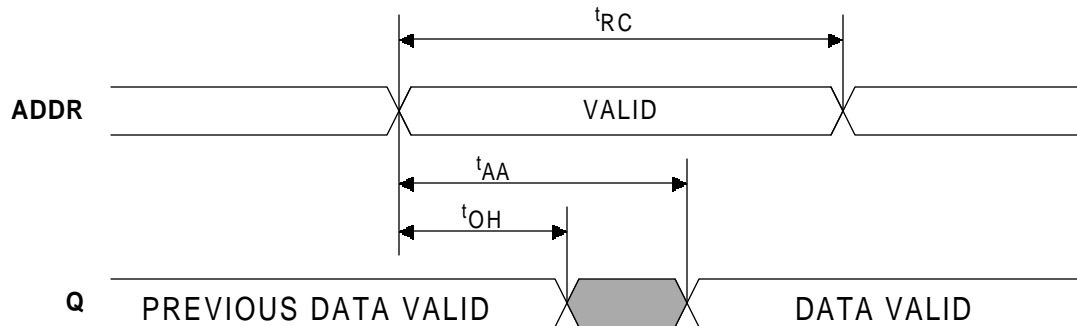 tRC
ADDR VALID
tAA
tOH
Q PREVIOUS DATA VALID DATA VALID